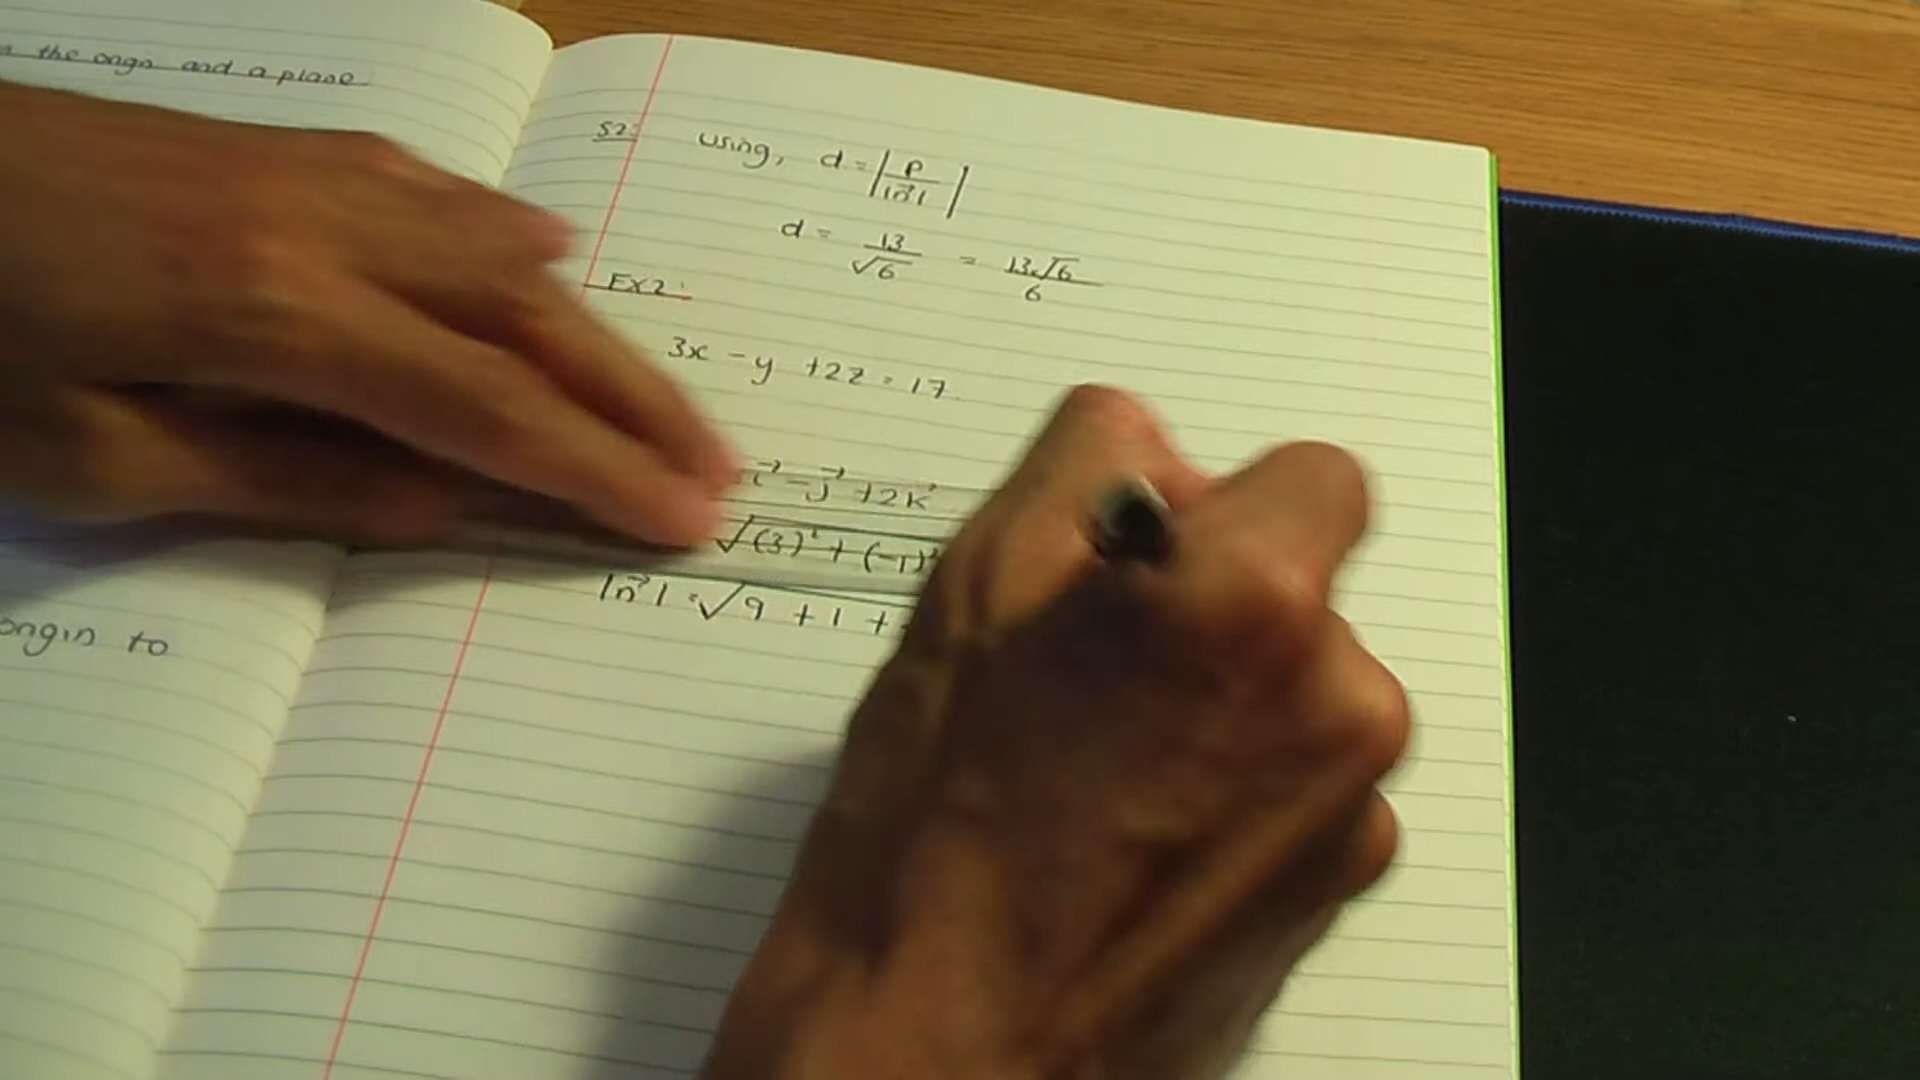 the origin and a plane
origin to
S2: using, d = |p/|n⃗||
d = 13/√6 = 13√6/6
Ex2:
3x - y + 2z = 17
i⃗ - j⃗ + 2k⃗
√(3)² + (-1)²
|n⃗| = √9 + 1 +